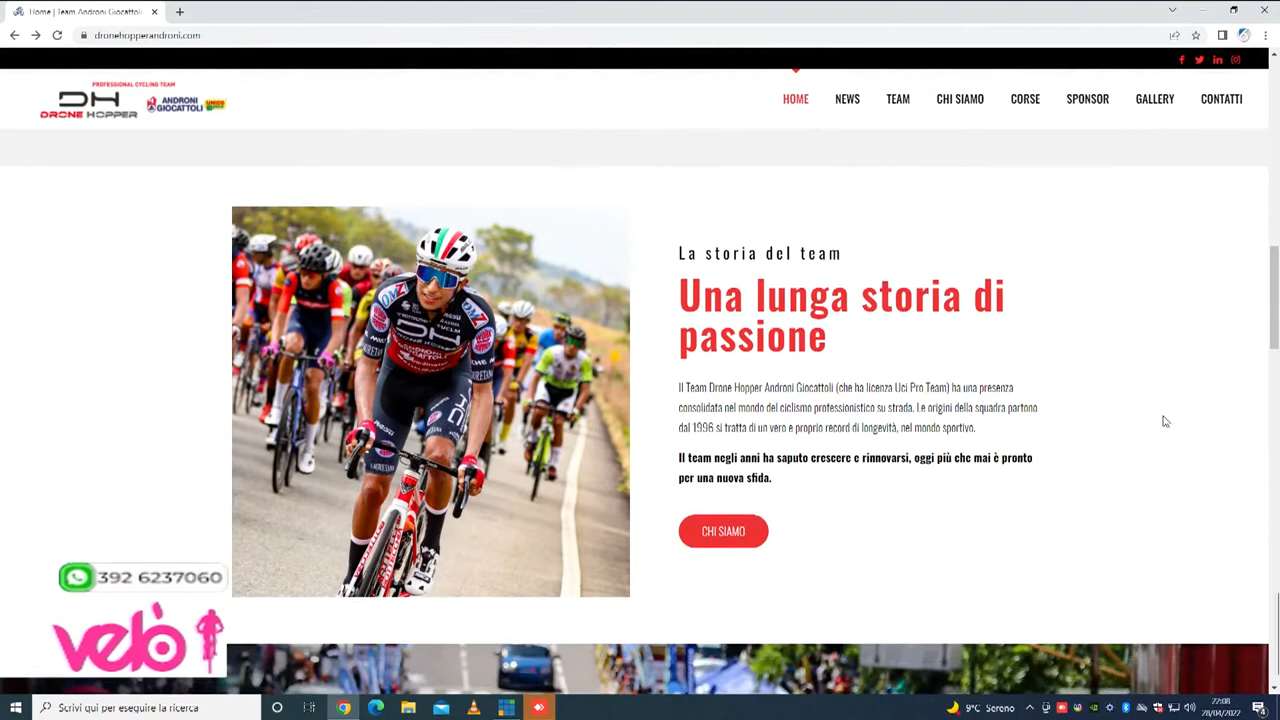 Home | Team Androni Giocattoli
dronehopperandroni.com
PROFESSIONAL CYCLING TEAM
DH
DRONE HOPPER
ANDRONI
GIOCATTOLI
HOME
NEWS
TEAM
CHI SIAMO
CORSE
SPONSOR
GALLERY
CONTATTI
La storia del team
Una lunga storia di
passione
Il Team Drone Hopper Androni Giocattoli (che ha licenza Uci Pro Team) ha una presenza
consolidata nel mondo del ciclismo professionistico su strada. Le origini della squadra partono
dal 1996 si tratta di un vero e proprio record di longevità, nel mondo sportivo.
Il team negli anni ha saputo crescere e rinnovarsi, oggi più che mai è pronto
per una nuova sfida.
CHI SIAMO
OMZ
DH
DRONE HOPPER
392 6237060
velò
Scrivi qui per eseguire la ricerca
9°C Sereno
22:08
28/04/2022